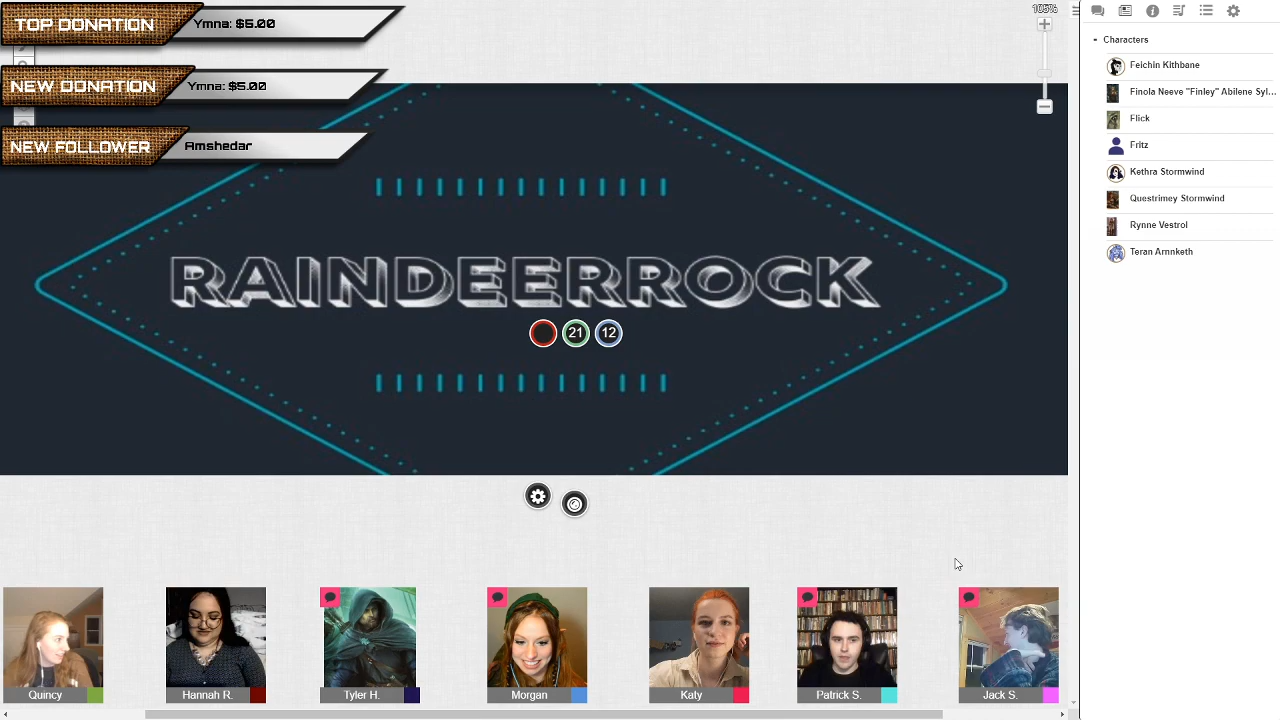 TOP DONATION
Ymna: $5.00
NEW DONATION
Ymna: $5.00
NEW FOLLOWER
Amshedar
105%
RAINDEERROCK
21
12
Characters
Feichin Kithbane
Finola Neeve "Finley" Abilene Syl...
Flick
Fritz
Kethra Stormwind
Questrimey Stormwind
Rynne Vestrol
Teran Arnnketh
Quincy
Hannah R.
Tyler H.
Morgan
Katy
Patrick S.
Jack S.